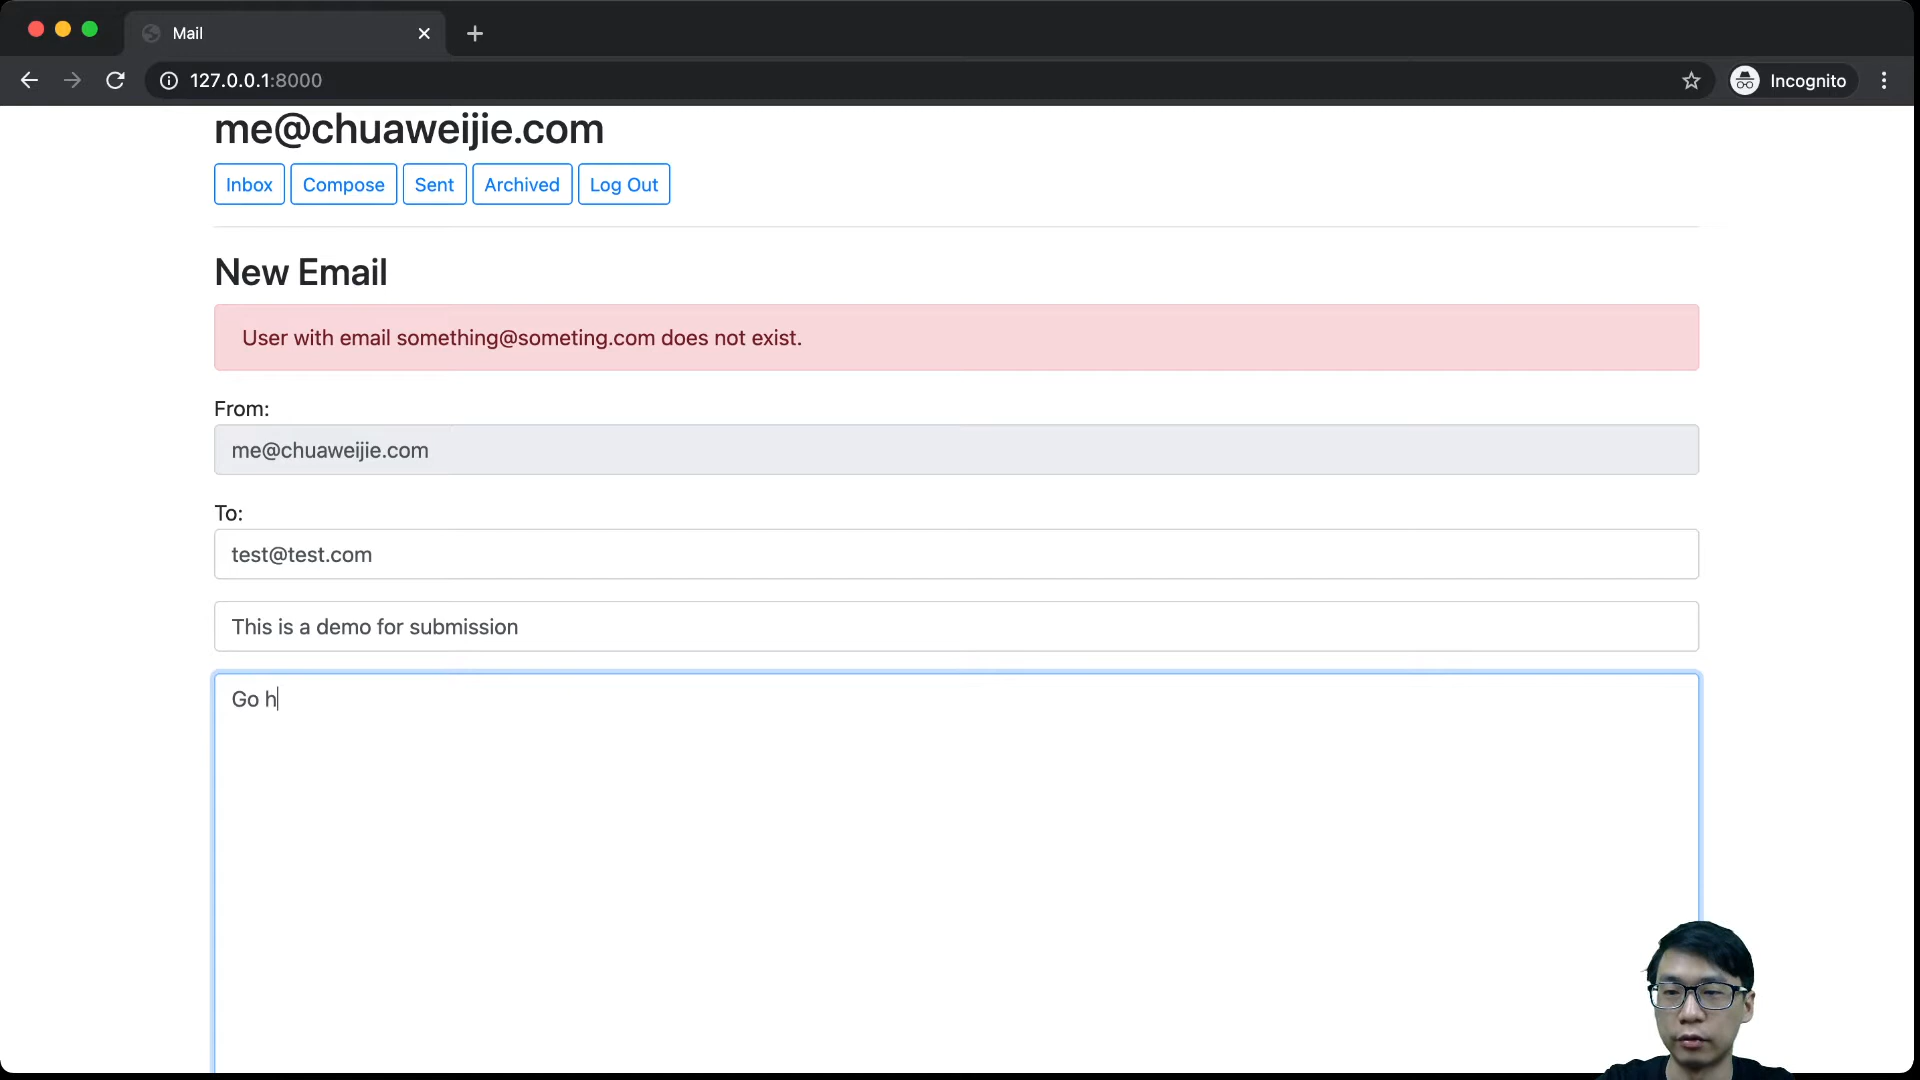 Mail
127.0.0.1:8000
Incognito
me@chuaweijie.com
Inbox
Compose
Sent
Archived
Log Out
New Email
User with email something@someting.com does not exist.
From:
me@chuaweijie.com
To:
test@test.com
This is a demo for submission
Go h